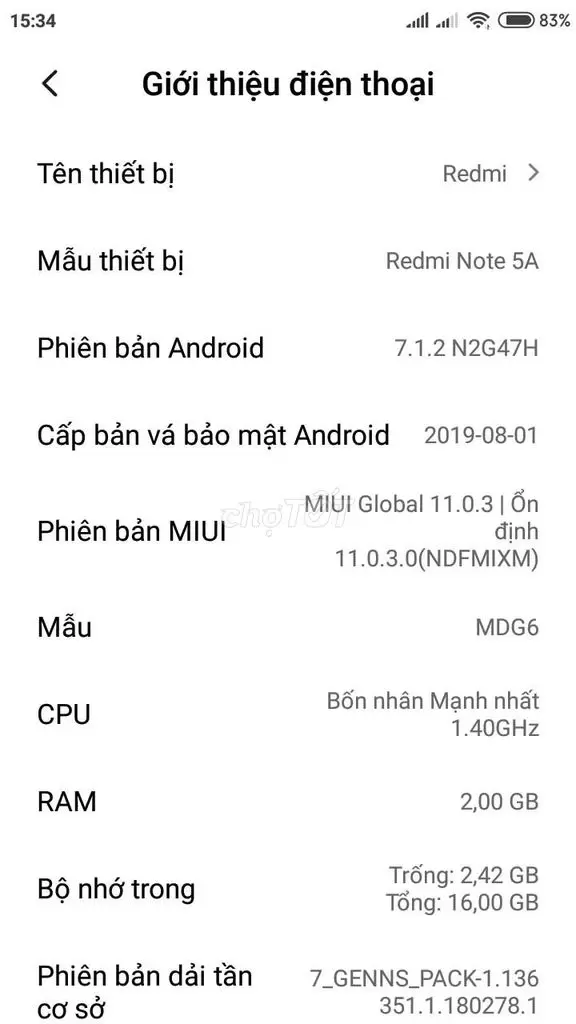 15:34
83%
Giới thiệu điện thoại
Tên thiết bị
Redmi
Mẫu thiết bị
Redmi Note 5A
Phiên bản Android
7.1.2 N2G47H
Cấp bản vá bảo mật Android
2019-08-01
Phiên bản MIUI
MIUI Global 11.0.3 | Ổn
định
11.0.3.0(NDFMIXM)
chợTỐT
Mẫu
MDG6
CPU
Bốn nhân Mạnh nhất
1.40GHz
RAM
2,00 GB
Bộ nhớ trong
Trống: 2,42 GB
Tổng: 16,00 GB
Phiên bản dải tần
cơ sở
7_GENNS_PACK-1.136
351.1.180278.1